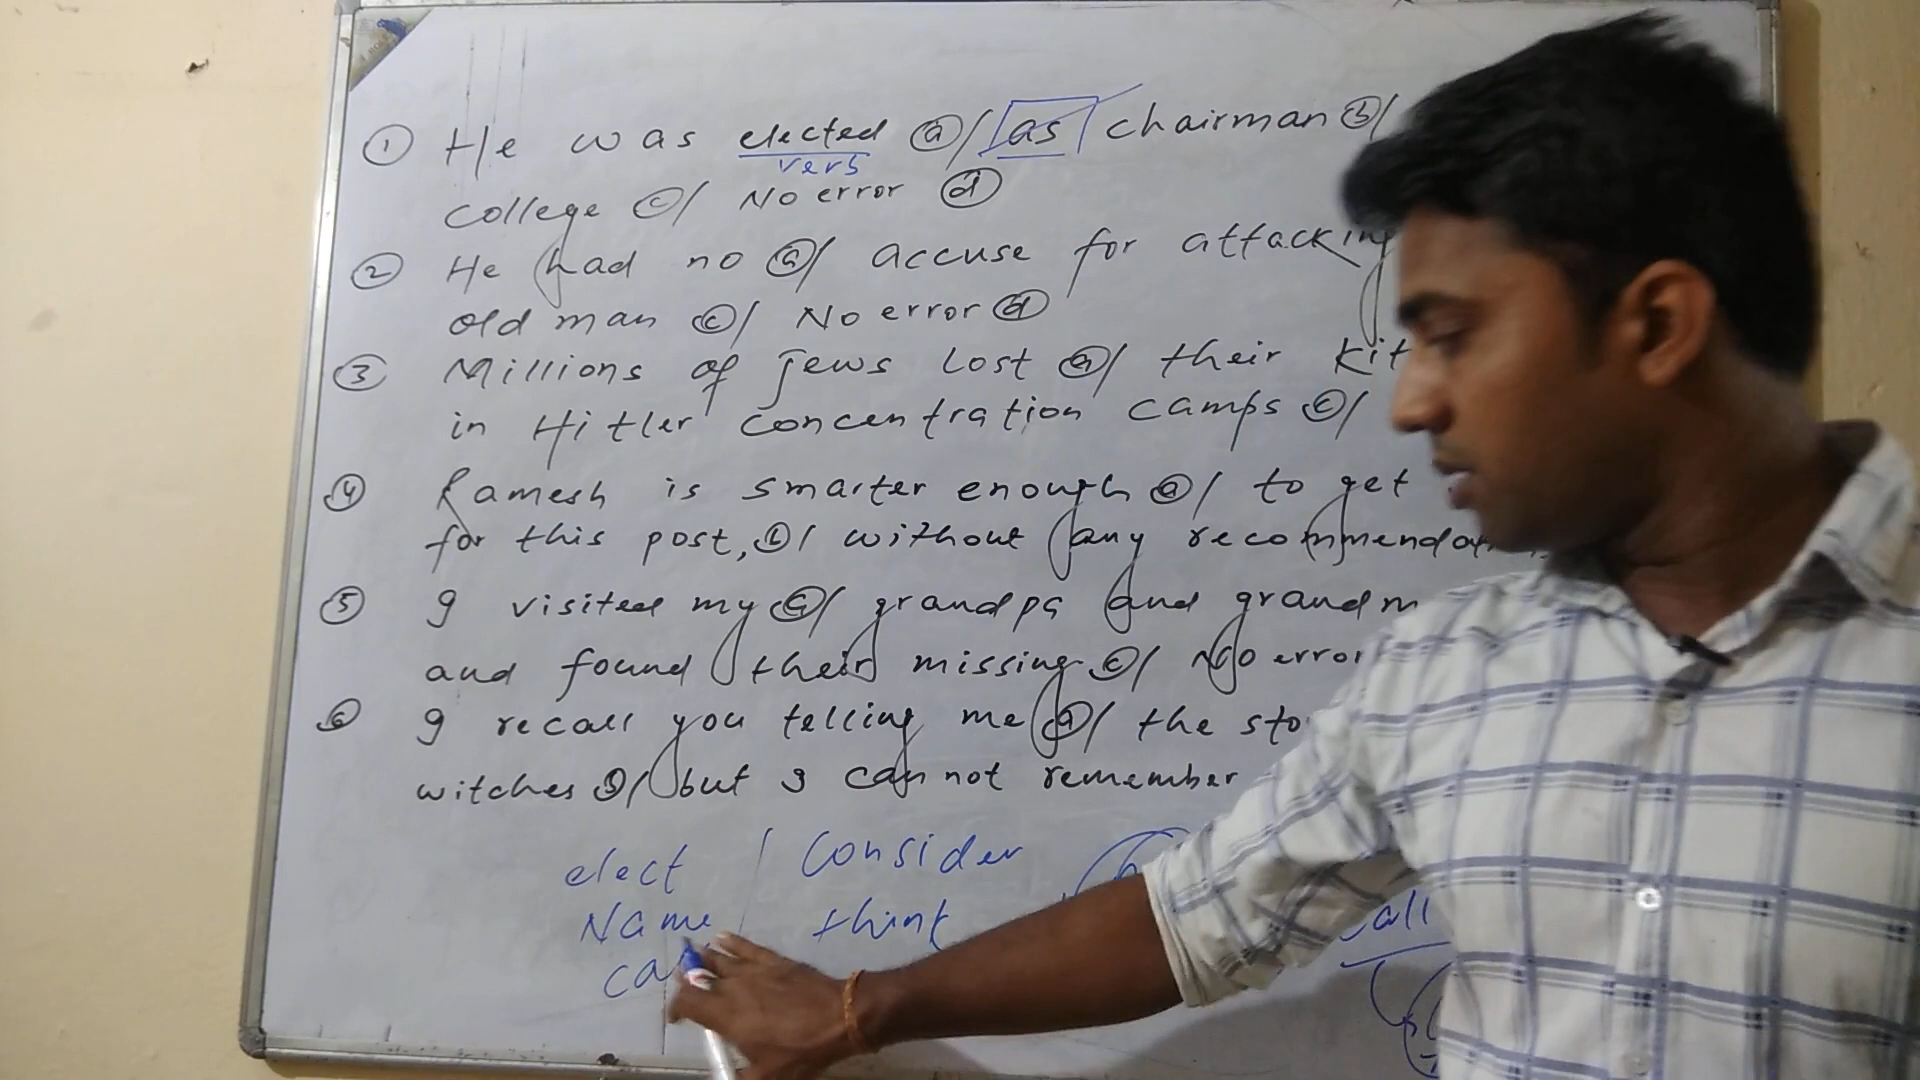 ① He was elected ⓐ/ as chairman ⓑ/
verb
college ⓒ/ No error ⓓ
② He had no ⓐ/ accuse for attacking
old man ⓒ/ No error ⓓ
③ Millions of Jews lost ⓐ/ their
in Hitler concentration camps ⓒ/
④ Ramesh is smarter enough ⓐ/ to get
for this post, ⓑ/ without any
⑤ I visited my ⓐ/ grandpa and
and found their missing. ⓒ/ No error
⑥ I recall you telling me ⓐ/ the
witches ⓑ/ but I can not remember
elect / Consider
Name / think
call